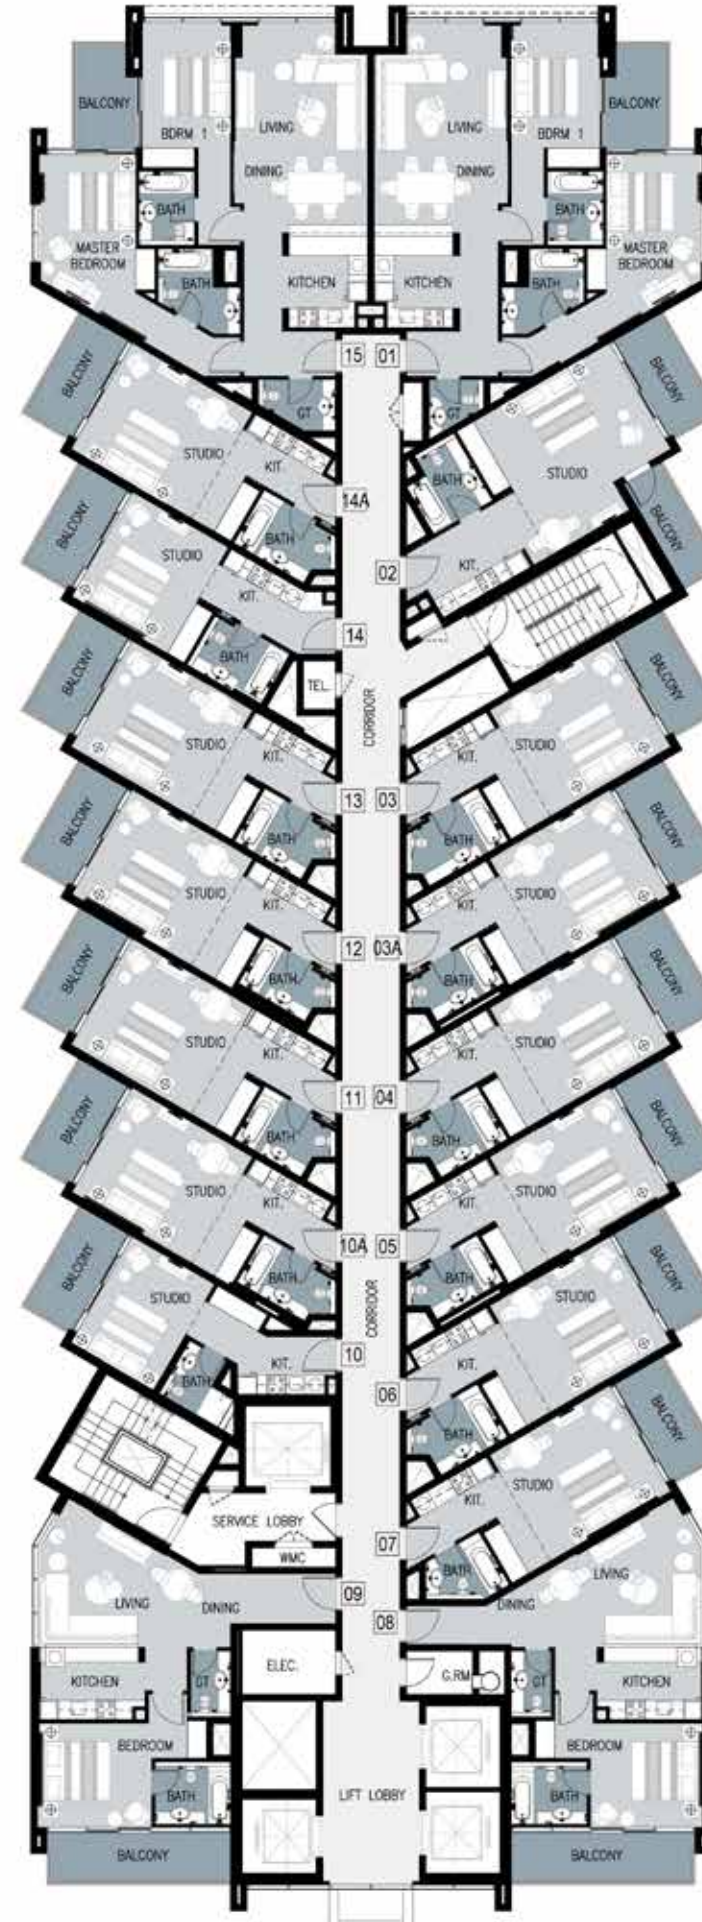 BALCONY
BDRM 1
LIVING
LIVING
BDRM 1
BALCONY
DINING
DINING
BATH
BATH
MASTER
BEDROOM
MASTER
BEDROOM
BATH
KITCHEN
KITCHEN
BATH
BALCONY
15
01
BALCONY
GT
GT
STUDIO
KIT.
BATH
STUDIO
14A
BALCONY
BATH
BALCONY
STUDIO
02
KIT.
KIT.
14
BATH
TEL.
BALCONY
BALCONY
CORRIDOR
STUDIO
KIT.
KIT.
STUDIO
13
03
BALCONY
BATH
BATH
BALCONY
STUDIO
KIT.
KIT.
STUDIO
12
03A
BALCONY
BATH
BATH
BALCONY
STUDIO
KIT.
KIT.
STUDIO
11
04
BALCONY
BATH
BATH
BALCONY
STUDIO
KIT.
KIT.
STUDIO
10A
05
BALCONY
BATH
BATH
BALCONY
STUDIO
CORRIDOR
STUDIO
10
KIT.
KIT.
BATH
06
BALCONY
BATH
STUDIO
KIT.
SERVICE LOBBY
07
WMC
BATH
LIVING
09
LIVING
DINING
08
DINING
ELEC.
G.RM
KITCHEN
GT
GT
KITCHEN
BEDROOM
BEDROOM
BATH
LIFT LOBBY
BATH
BALCONY
BALCONY